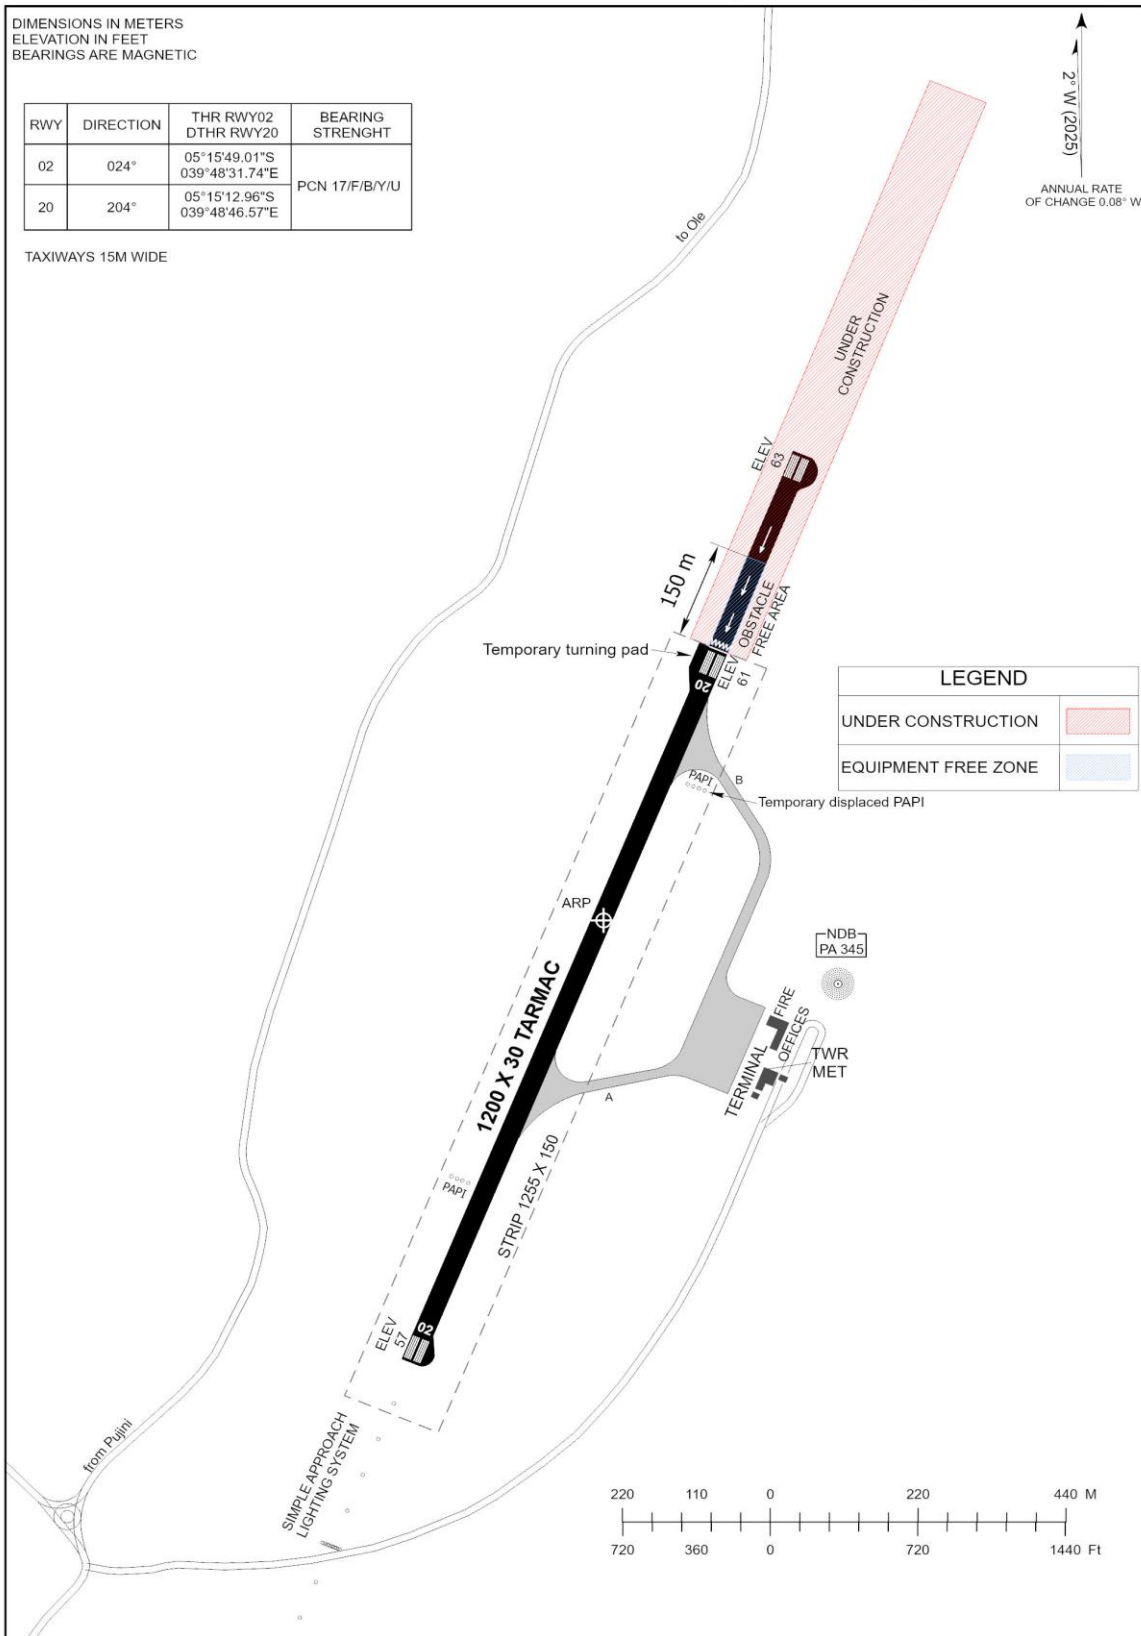 DIMENSIONS IN METERS
ELEVATION IN FEET
BEARINGS ARE MAGNETIC
RWY DIRECTION THR RWY02 DTHR RWY20 BEARING STRENGHT
02 024° 05°15'49.01"S 039°48'31.74"E PCN 17/F/B/Y/U
20 204° 05°15'12.96"S 039°48'46.57"E
TAXIWAYS 15M WIDE
2° W (2025)
ANNUAL RATE
OF CHANGE 0.08° W
to Ole
UNDER
CONSTRUCTION
ELEV
63
150 m
OBSTACLE
FREE AREA
Temporary turning pad
ELEV
61
20
LEGEND
UNDER CONSTRUCTION
EQUIPMENT FREE ZONE
PAPI
B
Temporary displaced PAPI
ARP
NDB
PA 345
1200 X 30 TARMAC
FIRE
OFFICES
TERMINAL
TWR
MET
A
STRIP 1255 X 150
PAPI
02
ELEV
57
SIMPLE APPROACH
LIGHTING SYSTEM
from Pujini
220 110 0 220 440 M
720 360 0 720 1440 Ft